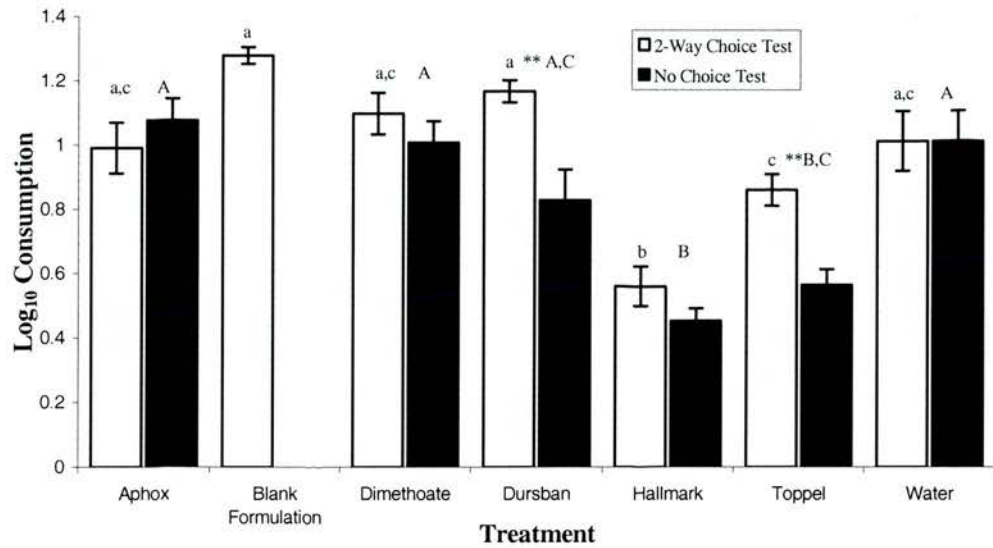 1.4
1.2
1
0.8
0.6
0.4
0.2
0
Log10 Consumption
2-Way Choice Test
No Choice Test
a,c A
a
a,c A
a ** A,C
b B
c **B,C
a,c A
Aphox
Blank
Formulation
Dimethoate
Dursban
Hallmark
Toppel
Water
Treatment